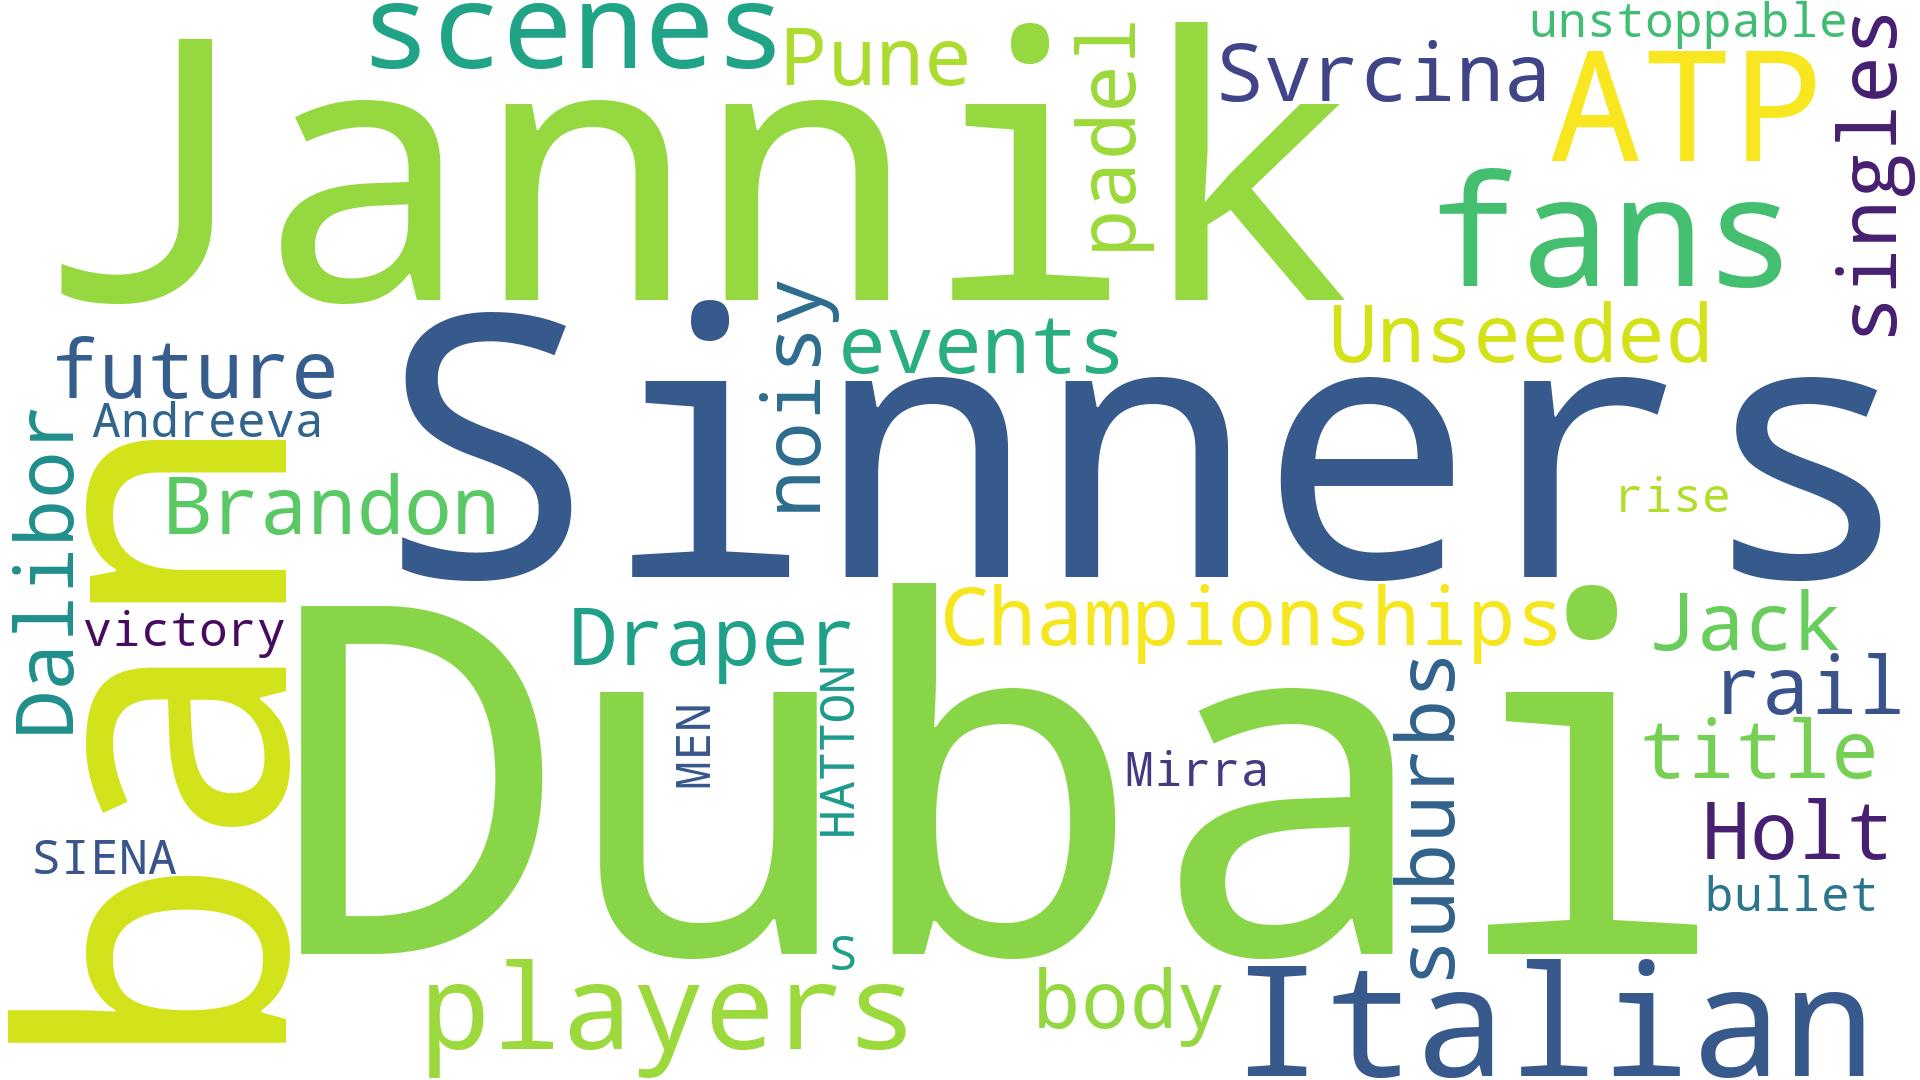 scenes
Pune
padel
Svrcina
unstoppable
ATP
singles
Jannik
fans
future
Andreeva
noisy
events
Unseeded
Sinners
Dalibor
Brandon
rise
ban
victory
Draper
Championships
Jack
rail
Dubai
MEN
HATTON
Mirra
suburbs
title
SIENA
Holt
bullet
S
players
body
Italian